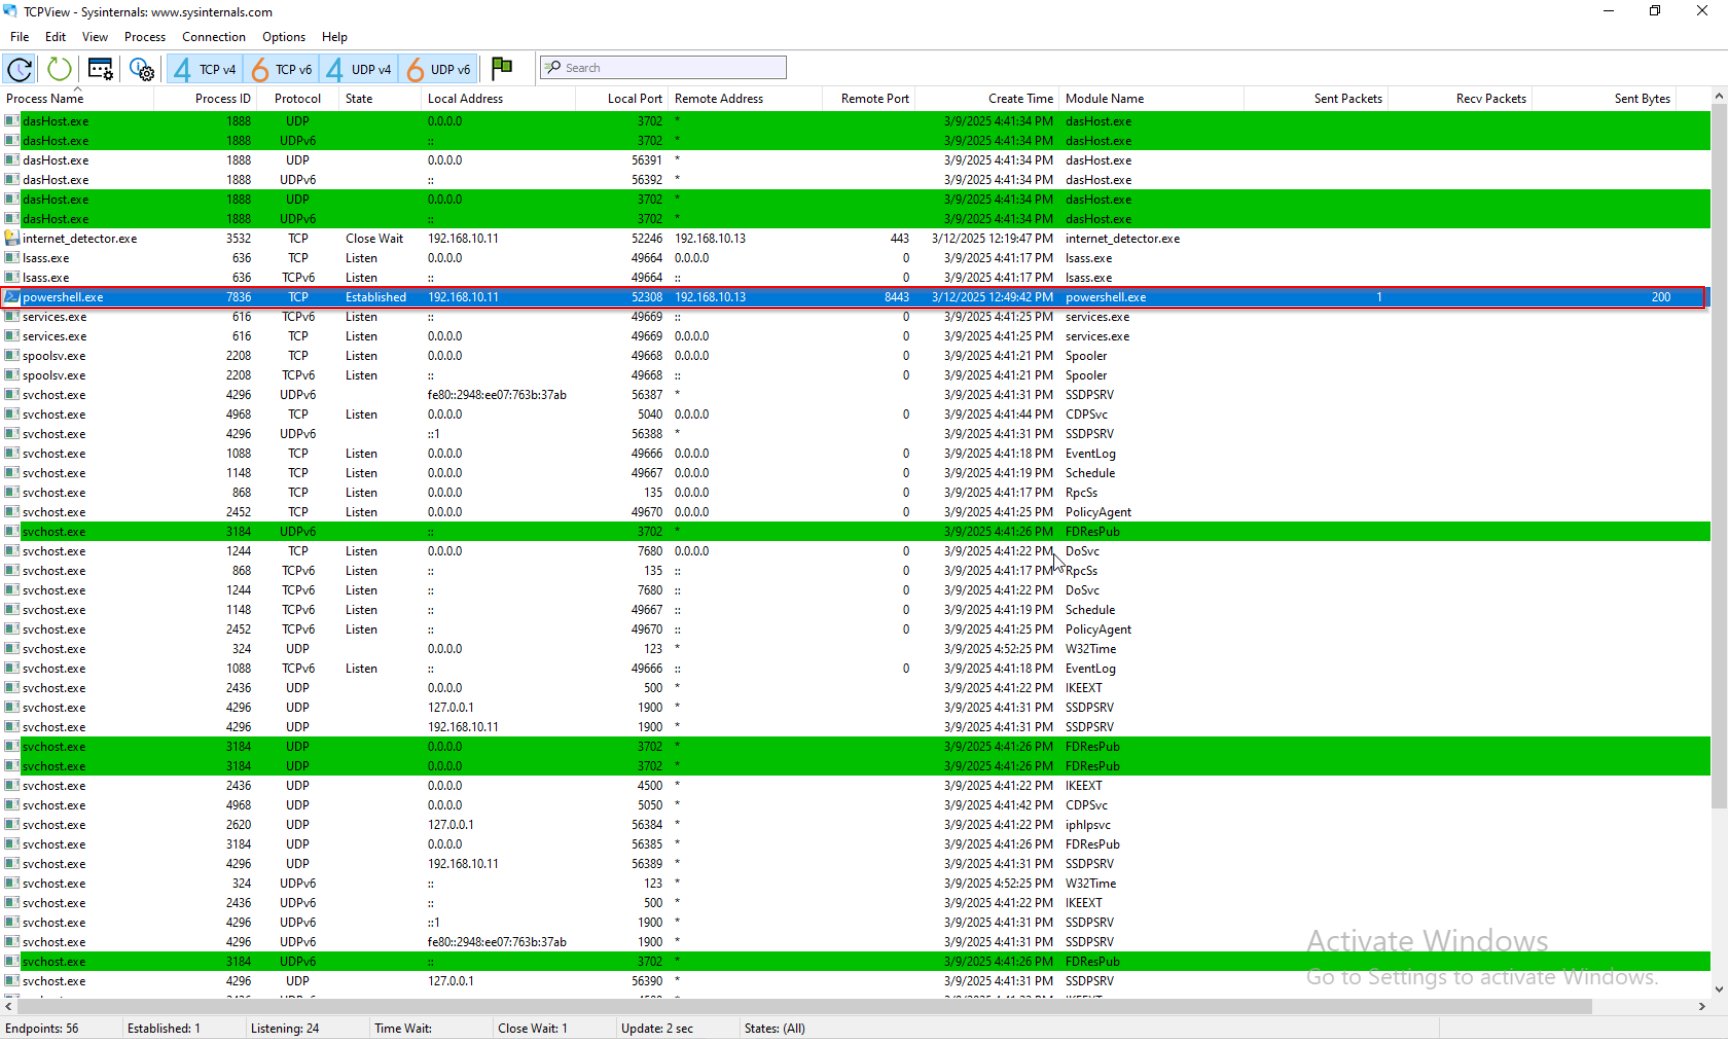 TCPView - Sysinternals: www.sysinternals.com
File Edit View Process Connection Options Help
4 TCP v4 6 TCP v6 4 UDP v4 6 UDP v6 Search
Process Name Process ID Protocol State Local Address Local Port Remote Address Remote Port Create Time Module Name Sent Packets Recv Packets Sent Bytes
dasHost.exe 1888 UDP 0.0.0.0 3702 * 3/9/2025 4:41:34 PM dasHost.exe
dasHost.exe 1888 UDPv6 :: 3702 * 3/9/2025 4:41:34 PM dasHost.exe
dasHost.exe 1888 UDP 0.0.0.0 56391 * 3/9/2025 4:41:34 PM dasHost.exe
dasHost.exe 1888 UDPv6 :: 56392 * 3/9/2025 4:41:34 PM dasHost.exe
dasHost.exe 1888 UDP 0.0.0.0 3702 * 3/9/2025 4:41:34 PM dasHost.exe
dasHost.exe 1888 UDPv6 :: 3702 * 3/9/2025 4:41:34 PM dasHost.exe
internet_detector.exe 3532 TCP Close Wait 192.168.10.11 52246 192.168.10.13 443 3/12/2025 12:19:47 PM internet_detector.exe
lsass.exe 636 TCP Listen 0.0.0.0 49664 0.0.0.0 0 3/9/2025 4:41:17 PM lsass.exe
lsass.exe 636 TCPv6 Listen :: 49664 :: 0 3/9/2025 4:41:17 PM lsass.exe
powershell.exe 7836 TCP Established 192.168.10.11 52308 192.168.10.13 8443 3/12/2025 12:49:42 PM powershell.exe 1 200
services.exe 616 TCPv6 Listen :: 49669 :: 0 3/9/2025 4:41:25 PM services.exe
services.exe 616 TCP Listen 0.0.0.0 49669 0.0.0.0 0 3/9/2025 4:41:25 PM services.exe
spoolsv.exe 2208 TCP Listen 0.0.0.0 49668 0.0.0.0 0 3/9/2025 4:41:21 PM Spooler
spoolsv.exe 2208 TCPv6 Listen :: 49668 :: 0 3/9/2025 4:41:21 PM Spooler
svchost.exe 4296 UDPv6 fe80::2948:ee07:763b:37ab 56387 * 3/9/2025 4:41:31 PM SSDPSRV
svchost.exe 4968 TCP Listen 0.0.0.0 5040 0.0.0.0 0 3/9/2025 4:41:44 PM CDPSvc
svchost.exe 4296 UDPv6 ::1 56388 * 3/9/2025 4:41:31 PM SSDPSRV
svchost.exe 1088 TCP Listen 0.0.0.0 49666 0.0.0.0 0 3/9/2025 4:41:18 PM EventLog
svchost.exe 1148 TCP Listen 0.0.0.0 49667 0.0.0.0 0 3/9/2025 4:41:19 PM Schedule
svchost.exe 868 TCP Listen 0.0.0.0 135 0.0.0.0 0 3/9/2025 4:41:17 PM RpcSs
svchost.exe 2452 TCP Listen 0.0.0.0 49670 0.0.0.0 0 3/9/2025 4:41:25 PM PolicyAgent
svchost.exe 3184 UDPv6 :: 3702 * 3/9/2025 4:41:26 PM FDResPub
svchost.exe 1244 TCP Listen 0.0.0.0 7680 0.0.0.0 0 3/9/2025 4:41:22 PM DoSvc
svchost.exe 868 TCPv6 Listen :: 135 :: 0 3/9/2025 4:41:17 PM RpcSs
svchost.exe 1244 TCPv6 Listen :: 7680 :: 0 3/9/2025 4:41:22 PM DoSvc
svchost.exe 1148 TCPv6 Listen :: 49667 :: 0 3/9/2025 4:41:19 PM Schedule
svchost.exe 2452 TCPv6 Listen :: 49670 :: 0 3/9/2025 4:41:25 PM PolicyAgent
svchost.exe 324 UDP 0.0.0.0 123 * 3/9/2025 4:52:25 PM W32Time
svchost.exe 1088 TCPv6 Listen :: 49666 :: 0 3/9/2025 4:41:18 PM EventLog
svchost.exe 2436 UDP 0.0.0.0 500 * 3/9/2025 4:41:22 PM IKEEXT
svchost.exe 4296 UDP 127.0.0.1 1900 * 3/9/2025 4:41:31 PM SSDPSRV
svchost.exe 4296 UDP 192.168.10.11 1900 * 3/9/2025 4:41:31 PM SSDPSRV
svchost.exe 3184 UDP 0.0.0.0 3702 * 3/9/2025 4:41:26 PM FDResPub
svchost.exe 3184 UDP 0.0.0.0 3702 * 3/9/2025 4:41:26 PM FDResPub
svchost.exe 2436 UDP 0.0.0.0 4500 * 3/9/2025 4:41:22 PM IKEEXT
svchost.exe 4968 UDP 0.0.0.0 5050 * 3/9/2025 4:41:42 PM CDPSvc
svchost.exe 2620 UDP 127.0.0.1 56384 * 3/9/2025 4:41:22 PM iphlpsvc
svchost.exe 3184 UDP 0.0.0.0 56385 * 3/9/2025 4:41:26 PM FDResPub
svchost.exe 4296 UDP 192.168.10.11 56389 * 3/9/2025 4:41:31 PM SSDPSRV
svchost.exe 324 UDPv6 :: 123 * 3/9/2025 4:52:25 PM W32Time
svchost.exe 2436 UDPv6 :: 500 * 3/9/2025 4:41:22 PM IKEEXT
svchost.exe 4296 UDPv6 ::1 1900 * 3/9/2025 4:41:31 PM SSDPSRV
svchost.exe 4296 UDPv6 fe80::2948:ee07:763b:37ab 1900 * 3/9/2025 4:41:31 PM SSDPSRV
svchost.exe 3184 UDPv6 :: 3702 * 3/9/2025 4:41:26 PM FDResPub
svchost.exe 4296 UDP 127.0.0.1 56390 * 3/9/2025 4:41:31 PM SSDPSRV
Activate Windows
Go to Settings to activate Windows.
Endpoints: 56 Established: 1 Listening: 24 Time Wait: Close Wait: 1 Update: 2 sec States: (All)